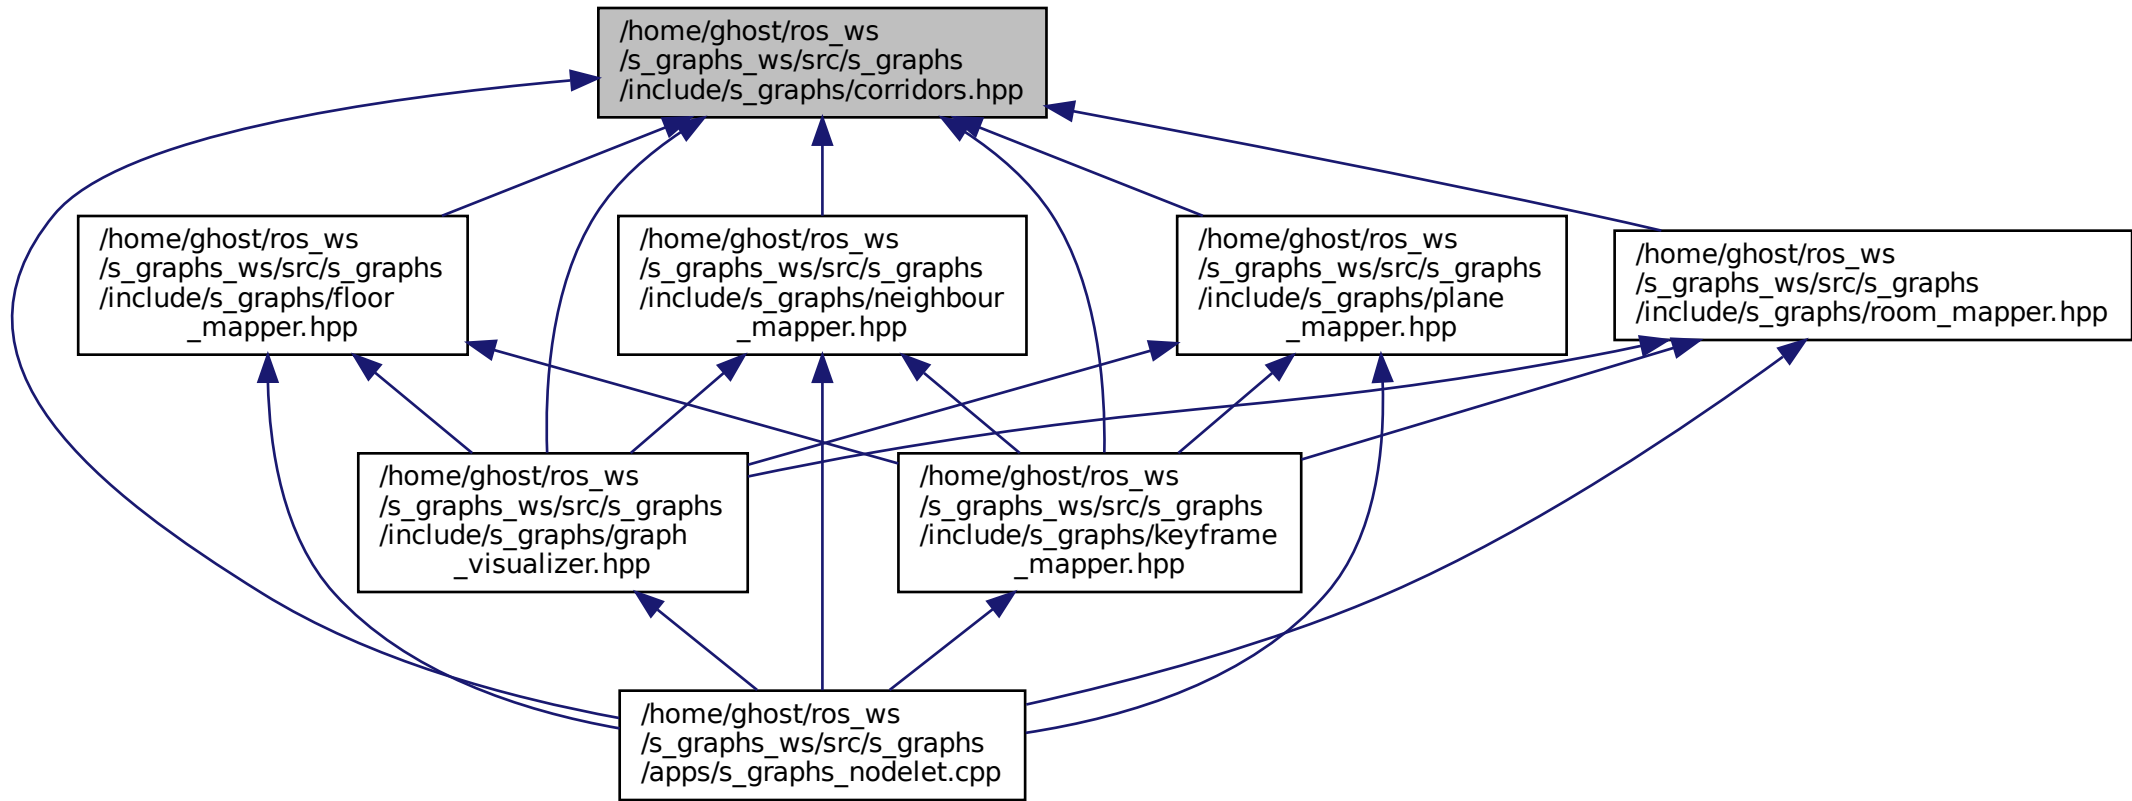 /home/ghost/ros_ws
/s_graphs_ws/src/s_graphs
/include/s_graphs/corridors.hpp
/home/ghost/ros_ws
/s_graphs_ws/src/s_graphs
/include/s_graphs/floor
_mapper.hpp
/home/ghost/ros_ws
/s_graphs_ws/src/s_graphs
/include/s_graphs/neighbour
_mapper.hpp
/home/ghost/ros_ws
/s_graphs_ws/src/s_graphs
/include/s_graphs/plane
_mapper.hpp
/home/ghost/ros_ws
/s_graphs_ws/src/s_graphs
/include/s_graphs/room_mapper.hpp
/home/ghost/ros_ws
/s_graphs_ws/src/s_graphs
/include/s_graphs/graph
_visualizer.hpp
/home/ghost/ros_ws
/s_graphs_ws/src/s_graphs
/include/s_graphs/keyframe
_mapper.hpp
/home/ghost/ros_ws
/s_graphs_ws/src/s_graphs
/apps/s_graphs_nodelet.cpp